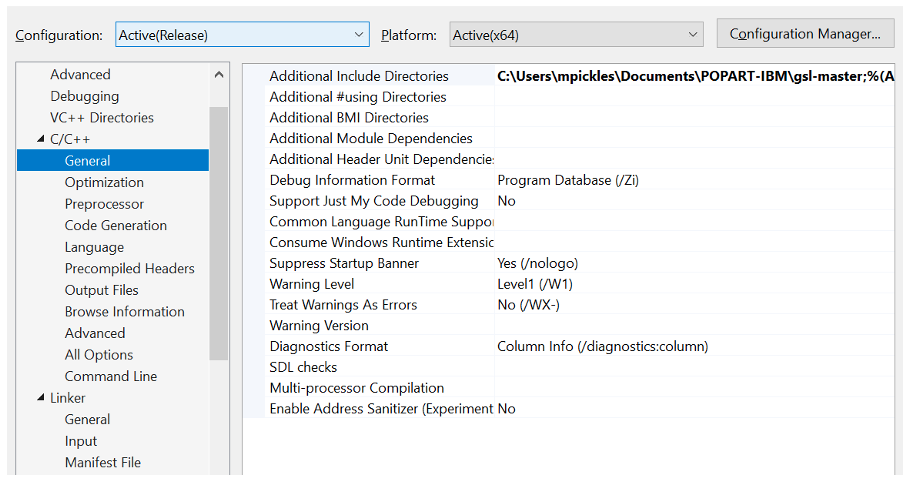 Configuration: Active(Release) Platform: Active(x64) Configuration Manager...
Advanced
Debugging
VC++ Directories
C/C++
General
Optimization
Preprocessor
Code Generation
Language
Precompiled Headers
Output Files
Browse Information
Advanced
All Options
Command Line
Linker
General
Input
Manifest File
Additional Include Directories C:\Users\mpickles\Documents\POPART-IBM\gsl-master;%(A
Additional #using Directories
Additional BMI Directories
Additional Module Dependencies
Additional Header Unit Dependencies
Debug Information Format Program Database (/Zi)
Support Just My Code Debugging No
Common Language RunTime Suppor
Consume Windows Runtime Extensic
Suppress Startup Banner Yes (/nologo)
Warning Level Level1 (/W1)
Treat Warnings As Errors No (/WX-)
Warning Version
Diagnostics Format Column Info (/diagnostics:column)
SDL checks
Multi-processor Compilation
Enable Address Sanitizer (Experiment No